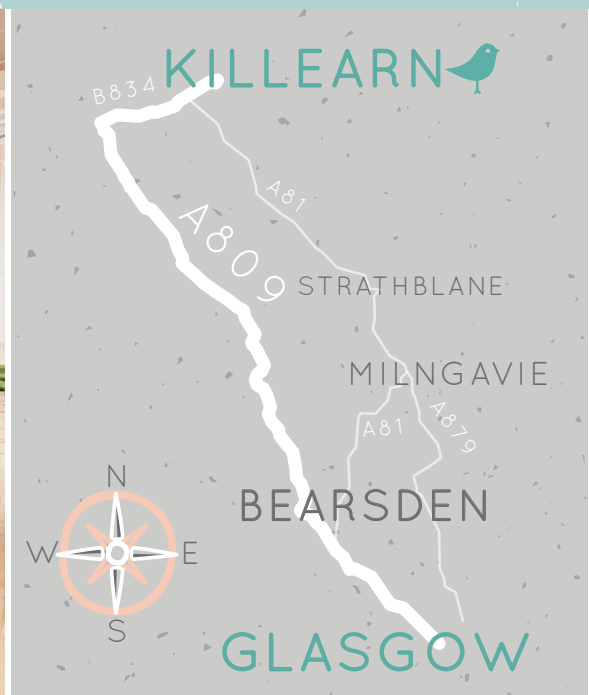 KILLEARN
B834
A81
A809
STRATHBLANE
MILNGAVIE
A81
A879
BEARSDEN
N
W
E
S
GLASGOW